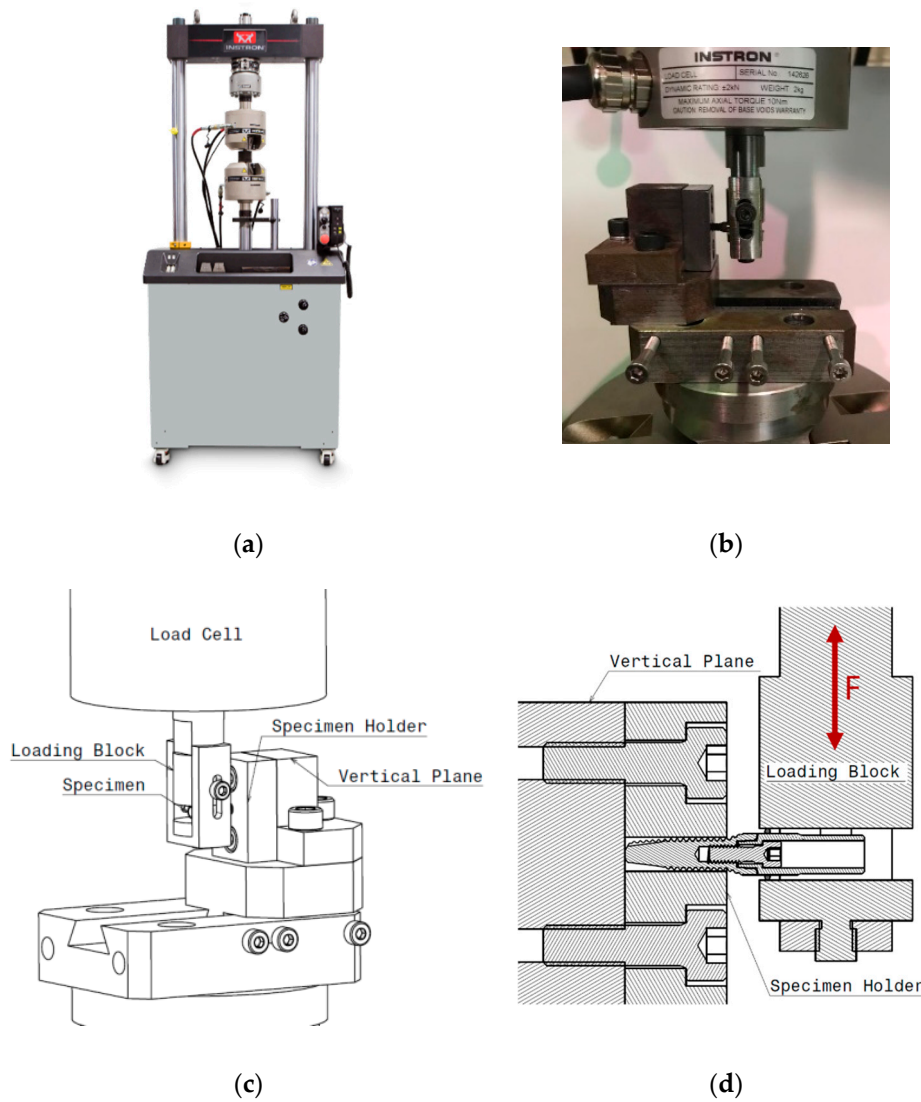 INSTRON
(a)
INSTRON®
LOAD CELL SERIAL No. 142626
DYNAMIC RATING ±2kN WEIGHT 2kg
MAXIMUM AXIAL TORQUE 10Nm
CAUTION REMOVAL OF BASE VOIDS WARRANTY
(b)
Load Cell
Specimen Holder
Loading Block
Vertical Plane
Specimen
(c)
Vertical Plane
F
Loading Block
Specimen Holder
(d)